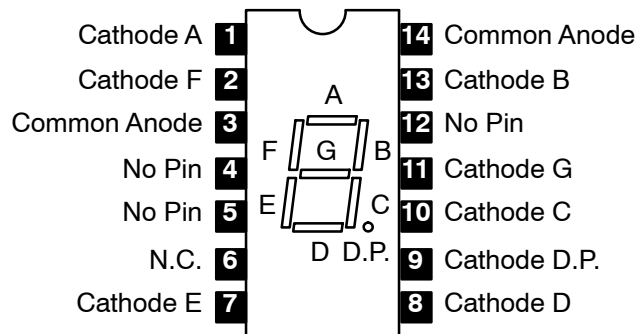 Cathode A 1
14 Common Anode
Cathode F 2
13 Cathode B
A
Common Anode 3
12 No Pin
F G B
No Pin 4
11 Cathode G
No Pin 5
E C
10 Cathode C
D D.P.
N.C. 6
9 Cathode D.P.
Cathode E 7
8 Cathode D